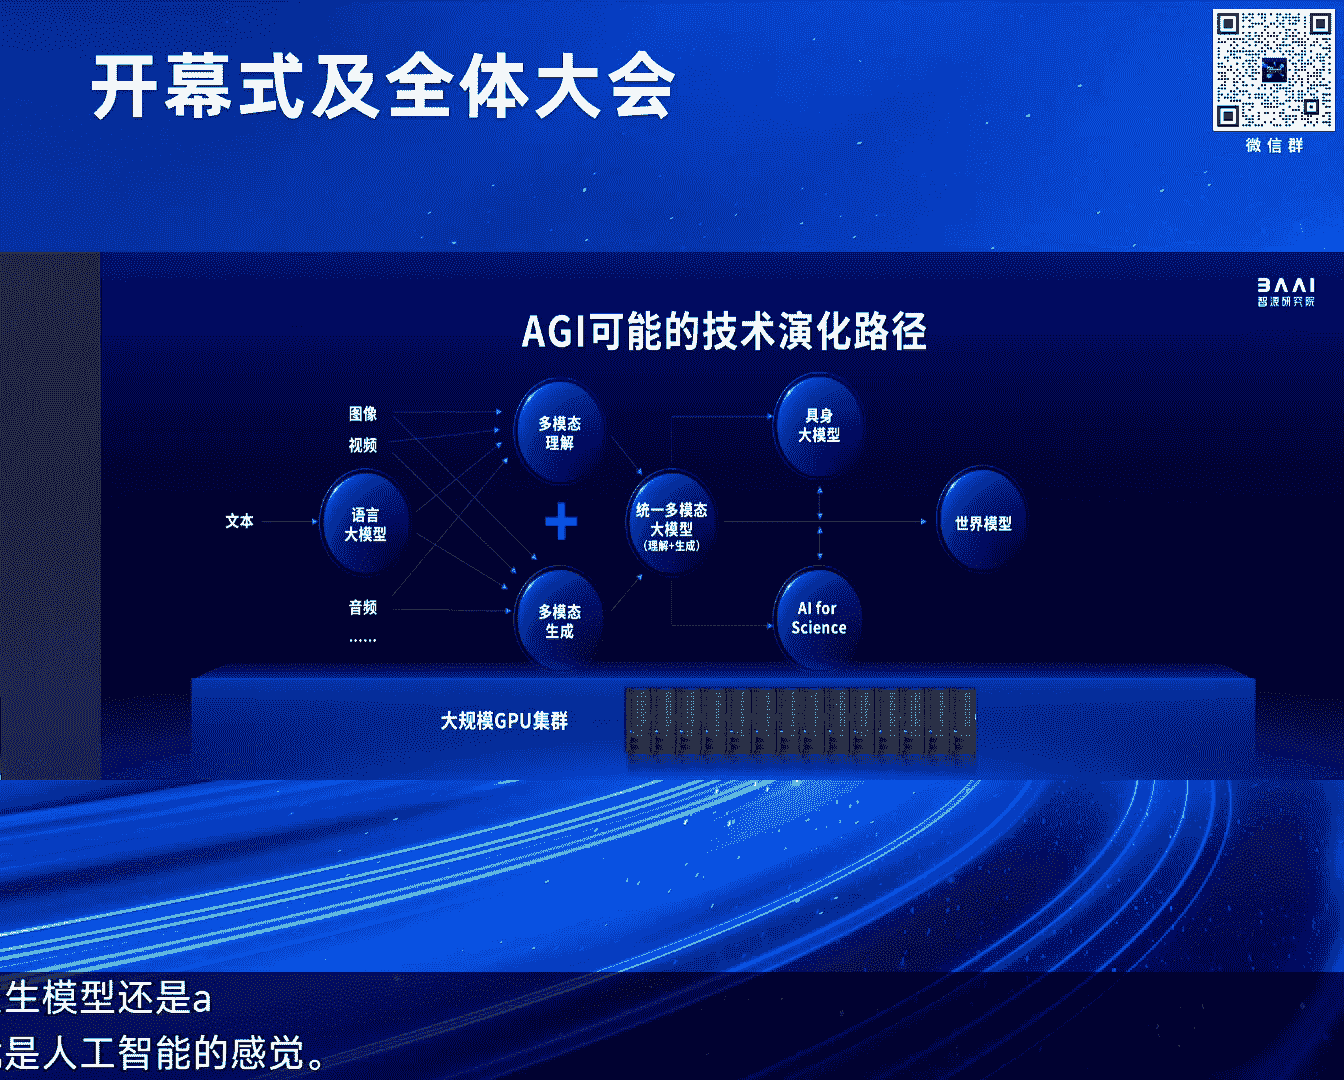 开幕式及全体大会
微信群
BAAI
智源研究院
AGI可能的技术演化路径
图像
视频
文本
语言
大模型
音频
......
多模态
理解
多模态
生成
统一多模态
大模型
（理解+生成）
具身
大模型
AI for
Science
世界模型
大规模GPU集群
生模型还是a
是人工智能的感觉。